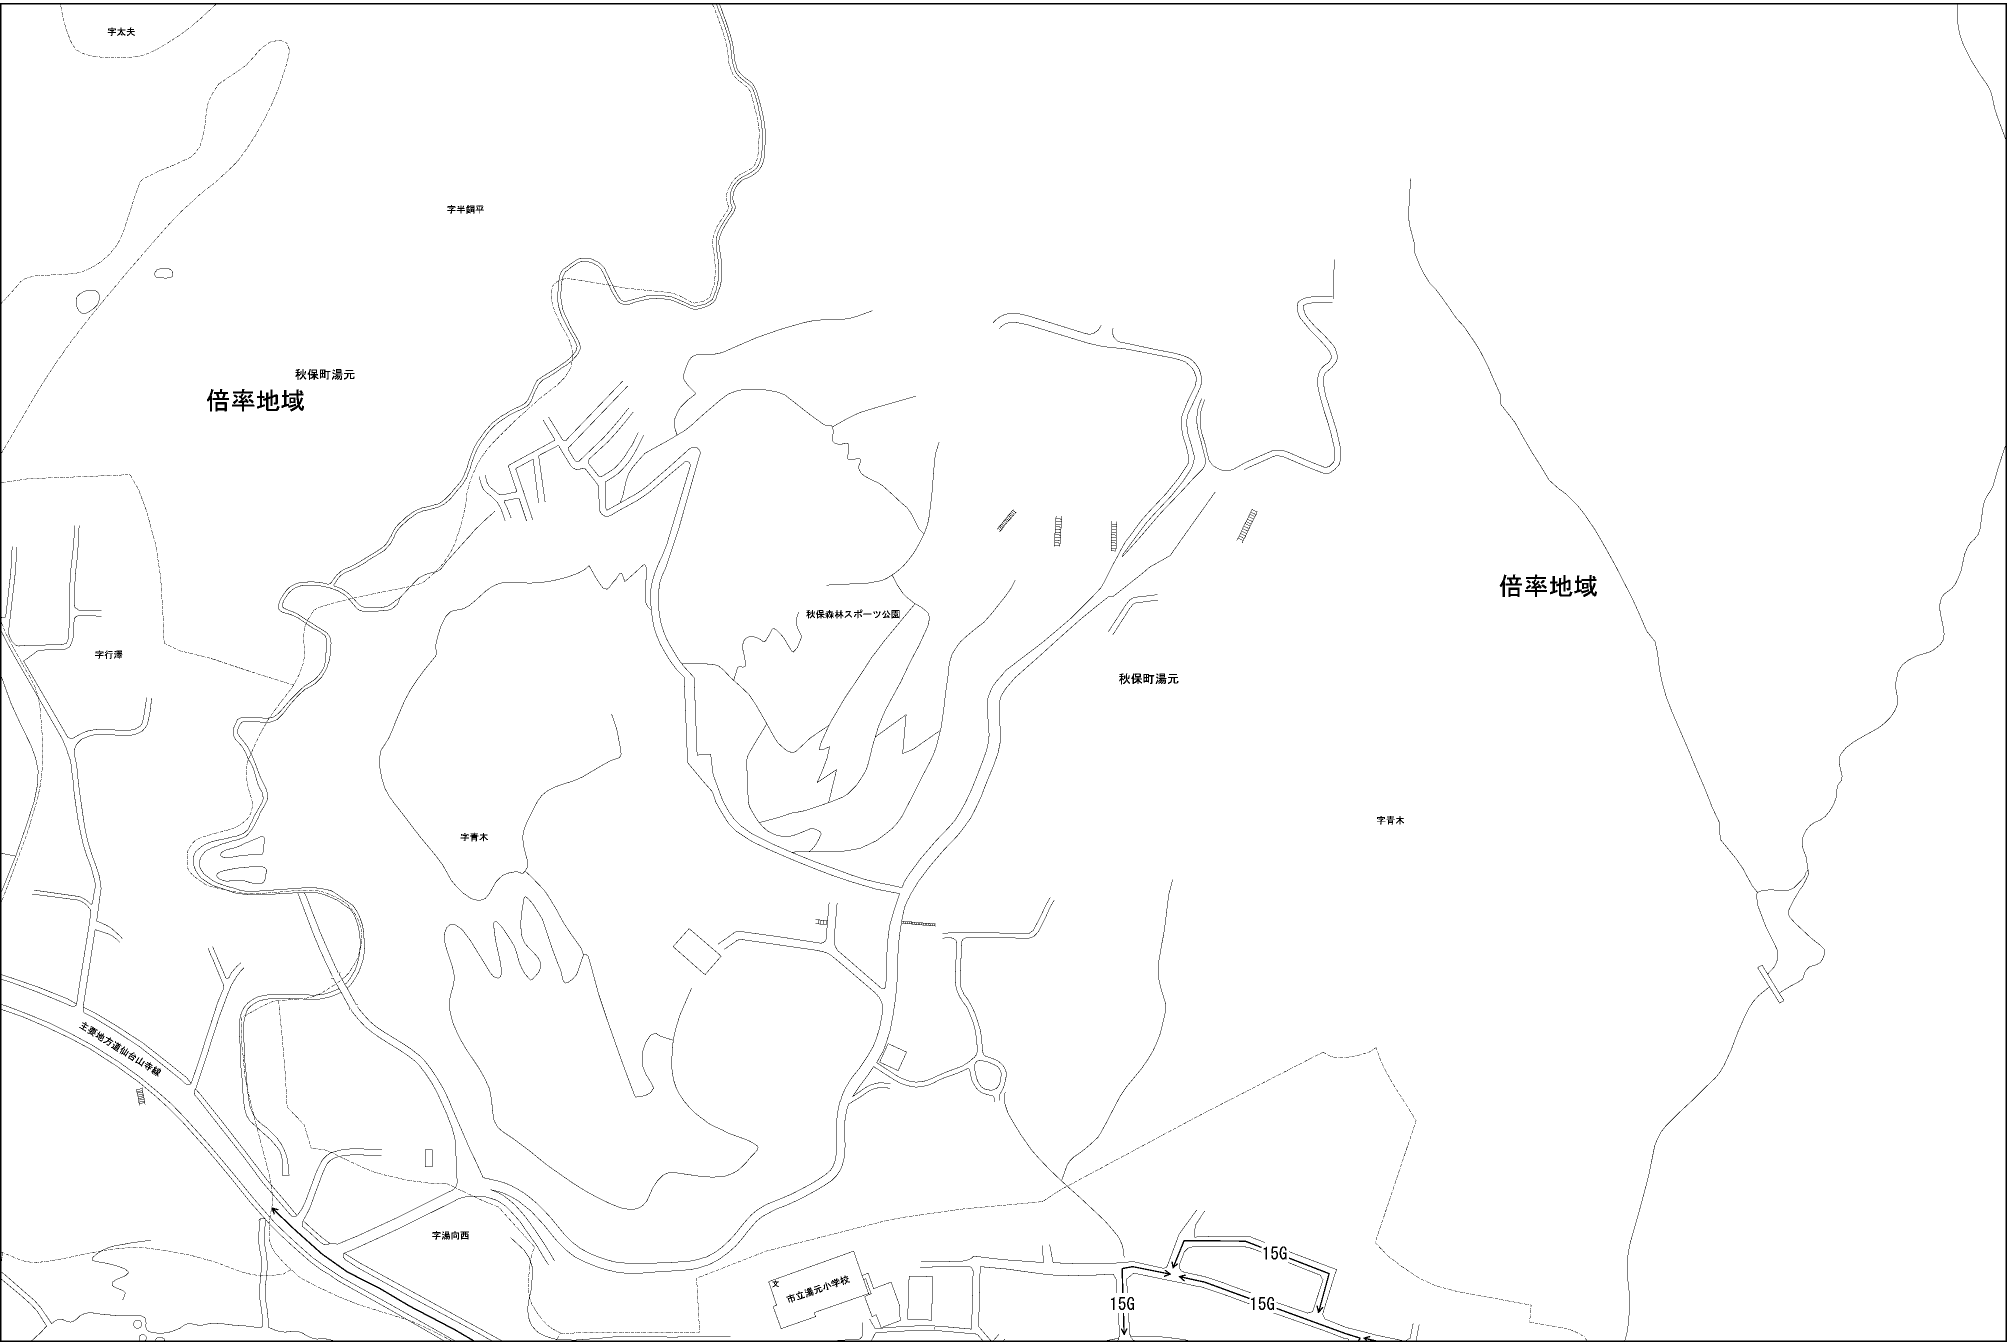 字太夫
字半鍋平
秋保町湯元
倍率地域
倍率地域
秋保森林スポーツ公園
字行澤
秋保町湯元
字青木
字青木
主要地方道仙台山寺線
字湯向西
15G
市立湯元小学校
文
15G
15G